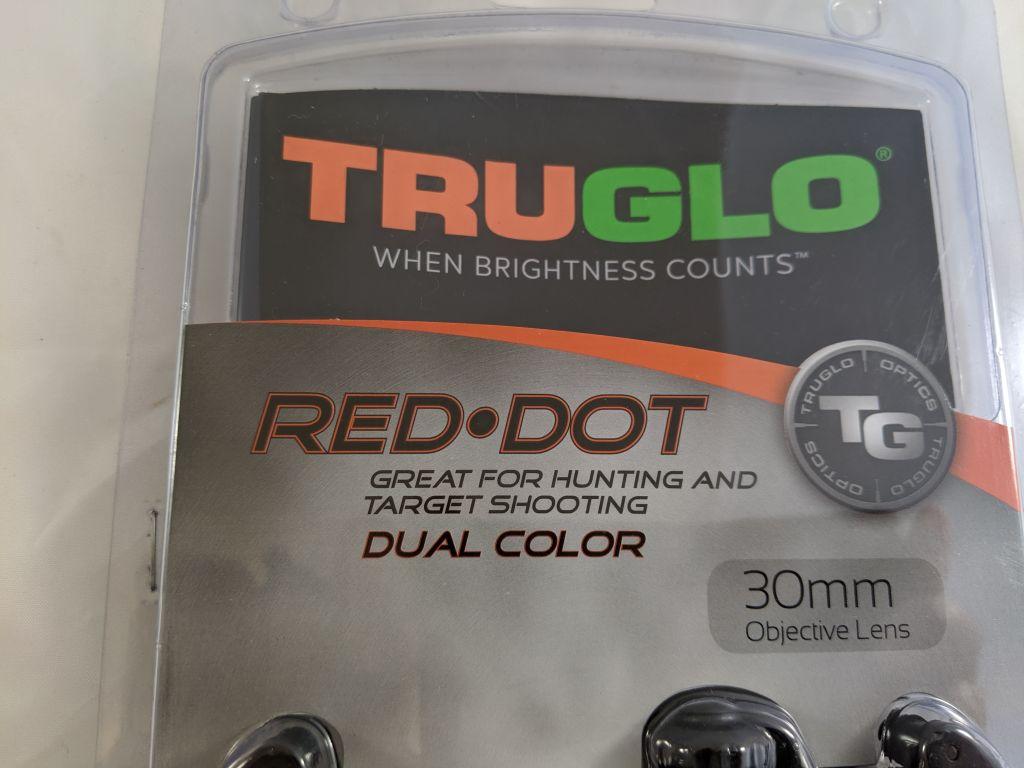 TRUGLO®
WHEN BRIGHTNESS COUNTS™
RED•DOT
GREAT FOR HUNTING AND
TARGET SHOOTING
DUAL COLOR
TRUGLO | OPTICS | TRUGLO | OPTICS
TG
30mm
Objective Lens